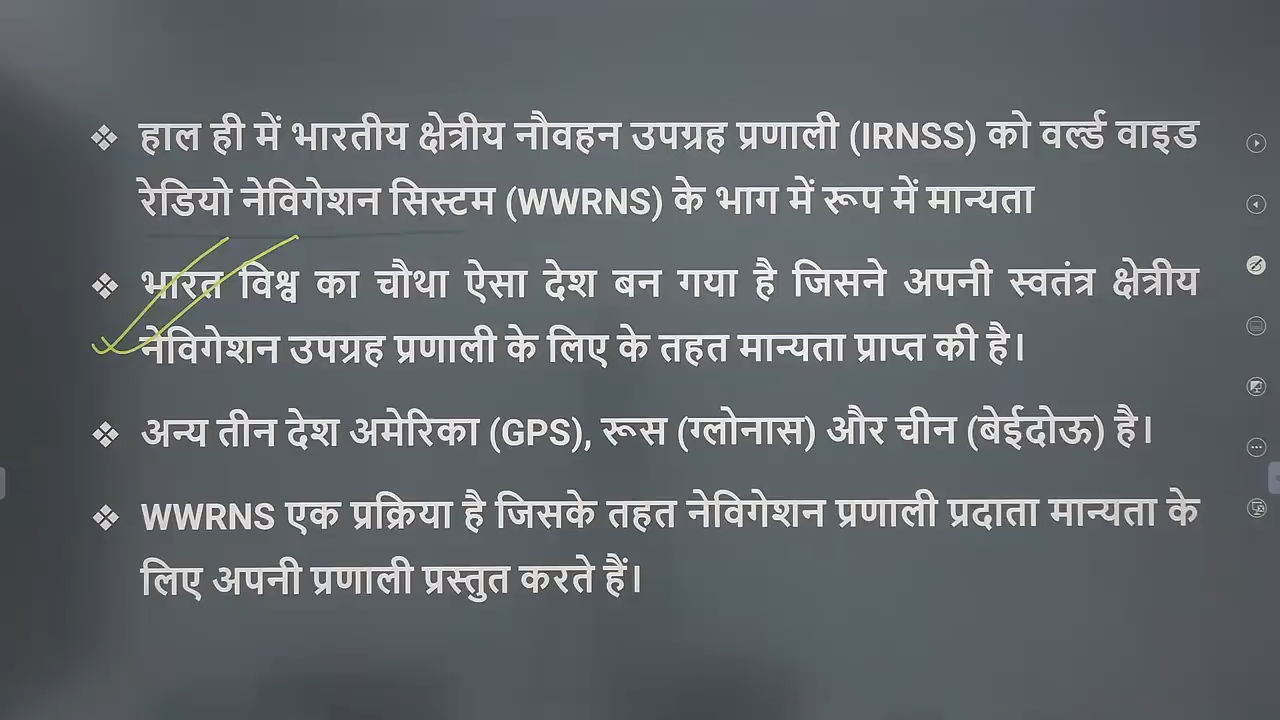 ❖ हाल ही में भारतीय क्षेत्रीय नौवहन उपग्रह प्रणाली (IRNSS) को वर्ल्ड वाइड
रेडियो नेविगेशन सिस्टम (WWRNS) के भाग में रूप में मान्यता
❖ भारत विश्व का चौथा ऐसा देश बन गया है जिसने अपनी स्वतंत्र क्षेत्रीय
नेविगेशन उपग्रह प्रणाली के लिए के तहत मान्यता प्राप्त की है।
❖ अन्य तीन देश अमेरिका (GPS), रूस (ग्लोनास) और चीन (बेईदोऊ) है।
❖ WWRNS एक प्रक्रिया है जिसके तहत नेविगेशन प्रणाली प्रदाता मान्यता के
लिए अपनी प्रणाली प्रस्तुत करते हैं।